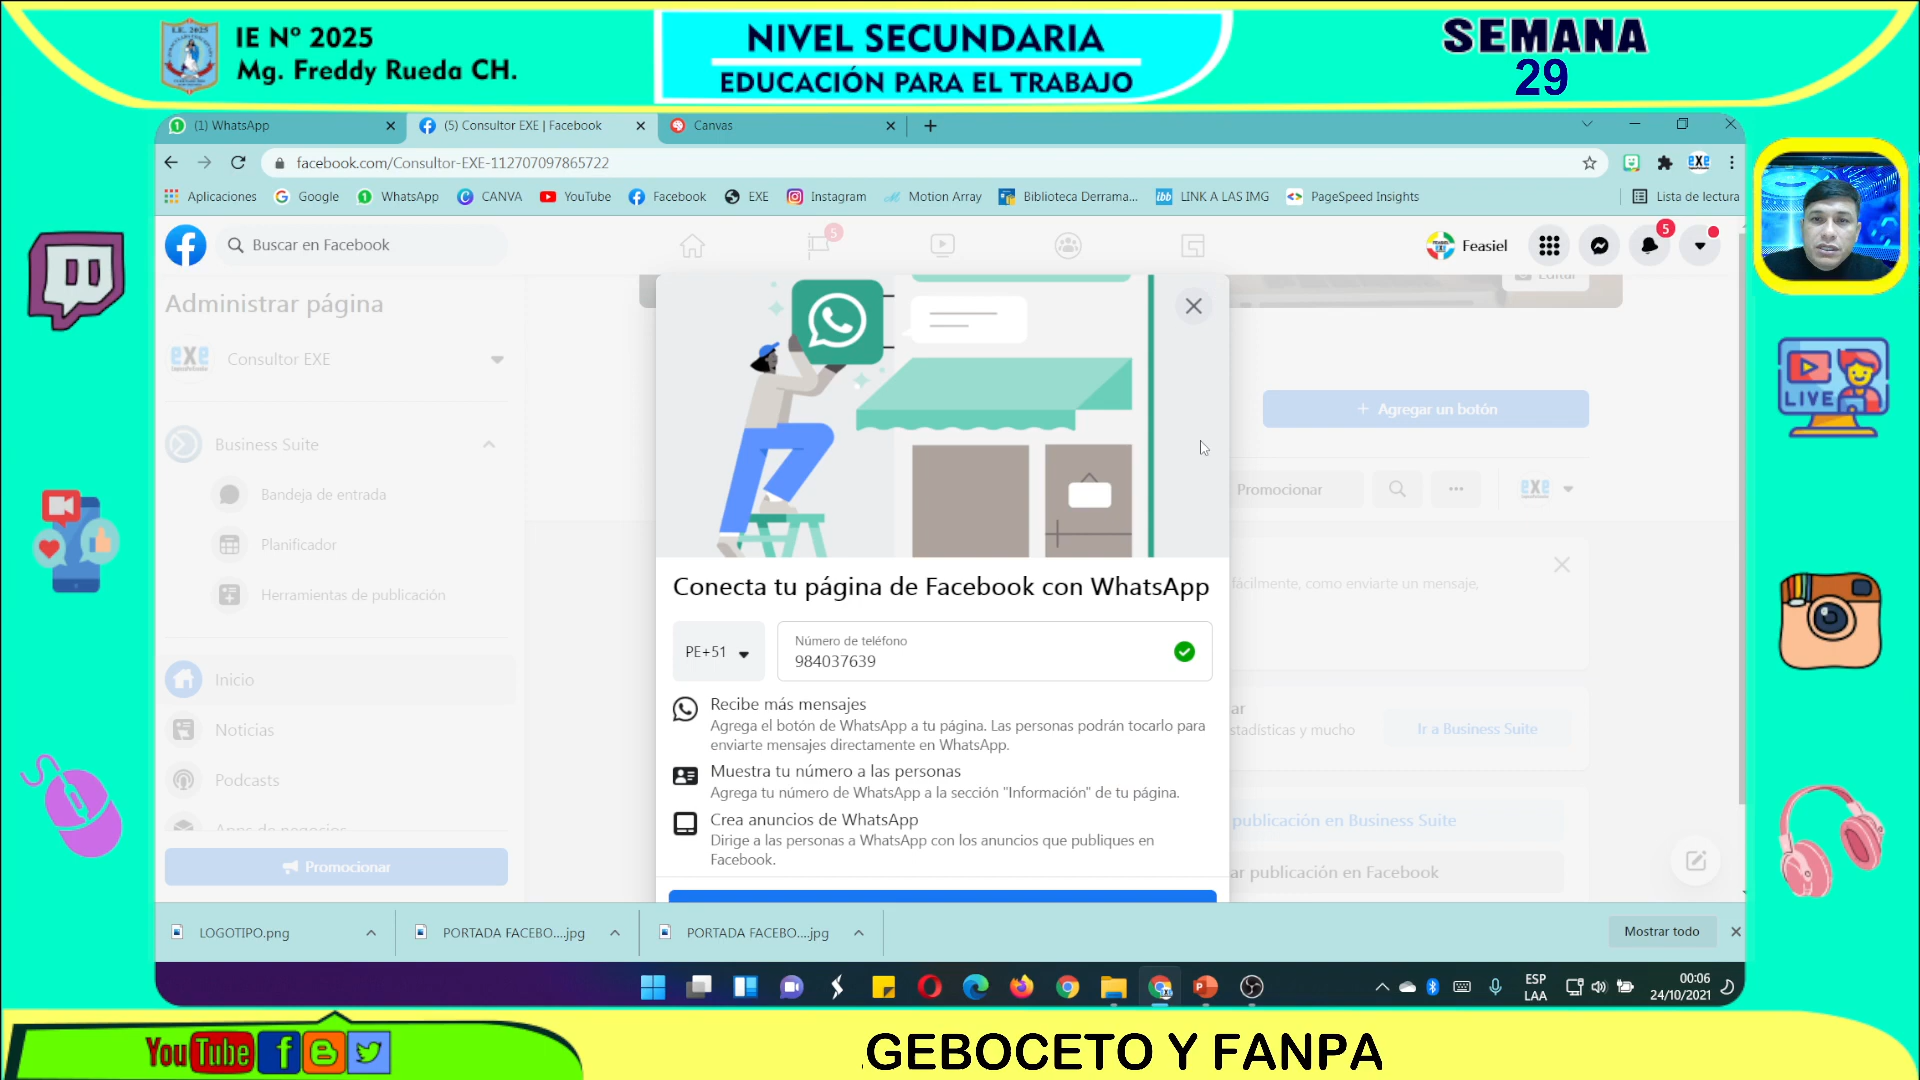 IE Nº 2025
Mg. Freddy Rueda CH.
NIVEL SECUNDARIA
EDUCACIÓN PARA EL TRABAJO
SEMANA
29
(1) WhatsApp
(5) Consultor EXE | Facebook
Canvas
facebook.com/Consultor-EXE-112707097865722
Aplicaciones
Google
WhatsApp
CANVA
YouTube
Facebook
EXE
Instagram
Motion Array
Biblioteca Derrama...
LINK A LAS IMG
PageSpeed Insights
Lista de lectura
Buscar en Facebook
5
Feasiel
5
Administrar página
Editar
Consultor EXE
Agregar un botón
Business Suite
Bandeja de entrada
Promocionar
Planificador
Herramientas de publicación
fácilmente, como enviarte un mensaje,
Conecta tu página de Facebook con WhatsApp
PE+51
Número de teléfono
984037639
Inicio
Recibe más mensajes
Agrega el botón de WhatsApp a tu página. Las personas podrán tocarlo para
enviarte mensajes directamente en WhatsApp.
Noticias
ar
stadísticas y mucho
Ir a Business Suite
Muestra tu número a las personas
Agrega tu número de WhatsApp a la sección "Información" de tu página.
Podcasts
Crea anuncios de WhatsApp
Dirige a las personas a WhatsApp con los anuncios que publiques en
Facebook.
publicación en Business Suite
Apps de negocios
Promocionar
ar publicación en Facebook
LOGOTIPO.png
PORTADA FACEBO....jpg
PORTADA FACEBO....jpg
Mostrar todo
ESP
LAA
00:06
24/10/2021
LIVE
YouTube
GEBOCETO Y FANPA